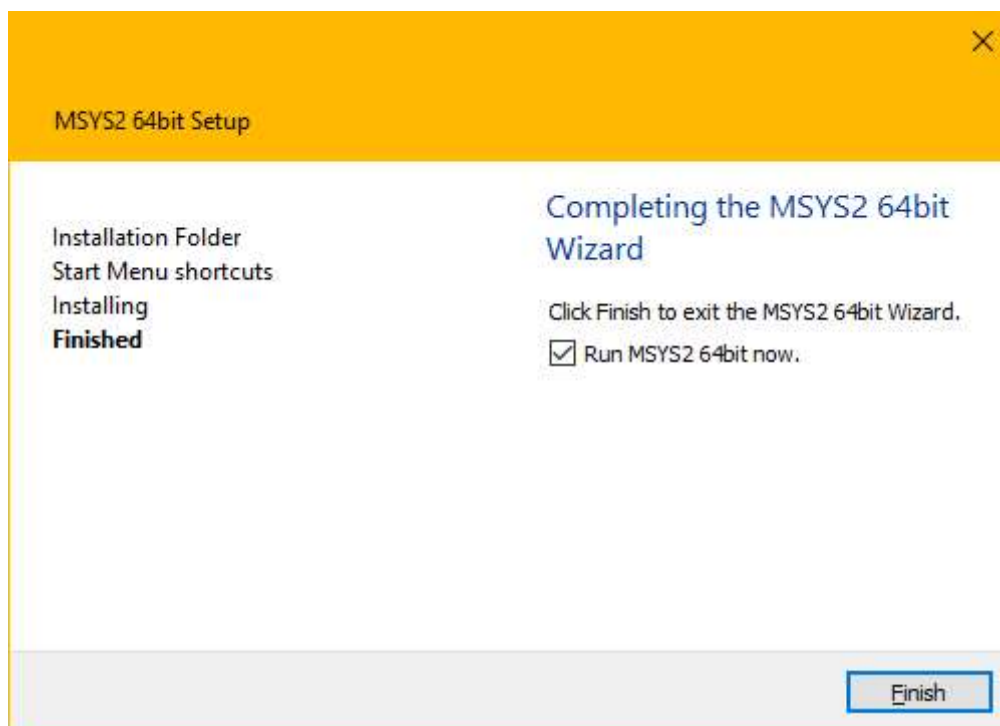 MSYS2 64bit Setup
Installation Folder
Start Menu shortcuts
Installing
Finished
Completing the MSYS2 64bit
Wizard
Click Finish to exit the MSYS2 64bit Wizard.
Run MSYS2 64bit now.
Finish